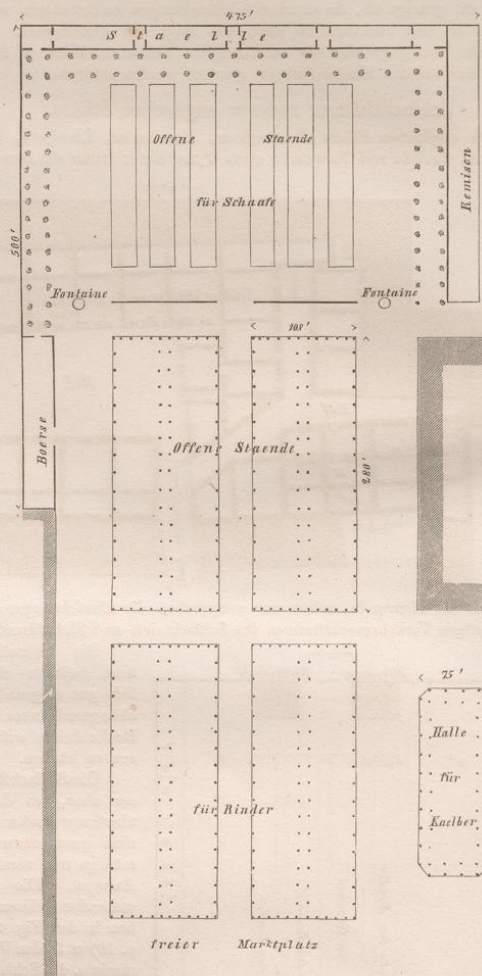 475'
Staelle
Offene Staende
für Schaafe
Remisen
500'
Fontaine
Fontaine
108'
Boerse
Offene Staende
280'
75'
Halle
für
Kaelber
für Rinder
freier Marktplatz